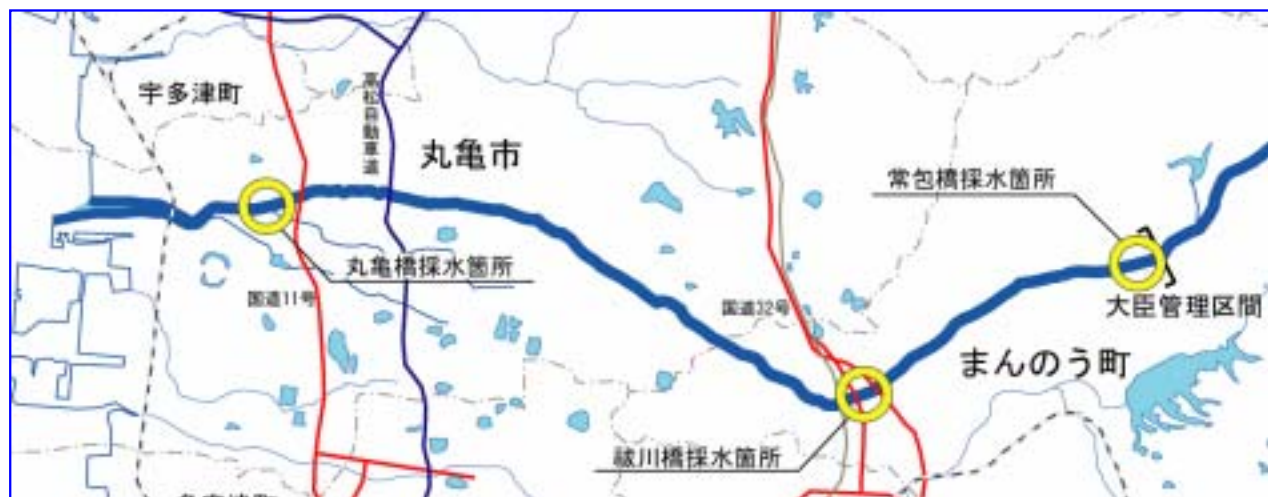 宇多津町
高松自動車道
丸亀市
常包橋採水箇所
丸亀橋採水箇所
国道11号
国道32号
大臣管理区間
まんのう町
祓川橋採水箇所